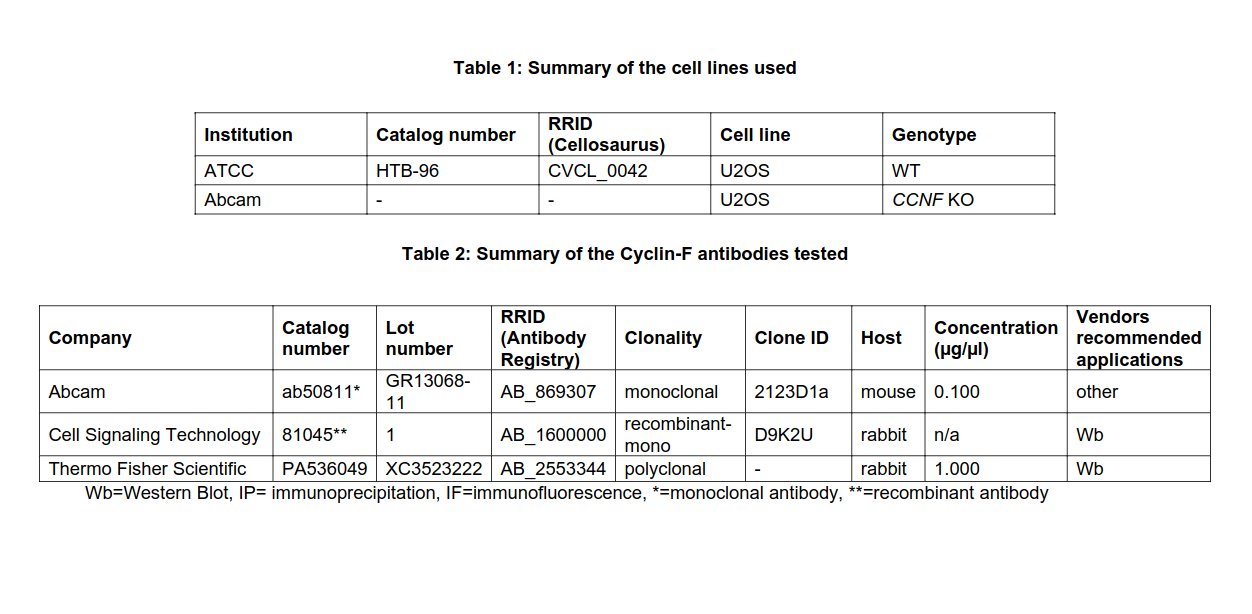 Table 1: Summary of the cell lines used
Institution Catalog number RRID (Cellosaurus) Cell line Genotype
ATCC HTB-96 CVCL_0042 U2OS WT
Abcam - - U2OS CCNF KO
Table 2: Summary of the Cyclin-F antibodies tested
Company Catalog number Lot number RRID (Antibody Registry) Clonality Clone ID Host Concentration (µg/µl) Vendors recommended applications
Abcam ab50811* GR13068-11 AB_869307 monoclonal 2123D1a mouse 0.100 other
Cell Signaling Technology 81045** 1 AB_1600000 recombinant-mono D9K2U rabbit n/a Wb
Thermo Fisher Scientific PA536049 XC3523222 AB_2553344 polyclonal - rabbit 1.000 Wb
Wb=Western Blot, IP= immunoprecipitation, IF=immunofluorescence, *=monoclonal antibody, **=recombinant antibody